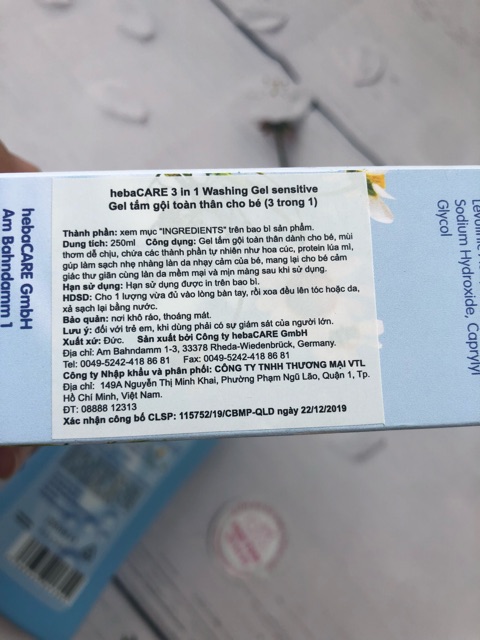 hebaCARE 3 in 1 Washing Gel sensitive
Gel tắm gội toàn thân cho bé (3 trong 1)
Thành phần: xem mục "INGREDIENTS" trên bao bì sản phẩm.
Dung tích: 250ml Công dụng: Gel tắm gội toàn thân dành cho bé, mùi
thơm dễ chịu, chứa các thành phần tự nhiên như hoa cúc, protein lúa mì,
giúp làm sạch nhẹ nhàng làn da nhạy cảm của bé, mang lại cho bé cảm
giác thư giãn cùng làn da mềm mại và mịn màng sau khi sử dụng.
Hạn sử dụng: Hạn sử dụng được in trên bao bì.
HDSD: Cho 1 lượng vừa đủ vào lòng bàn tay, rồi xoa đều lên tóc hoặc da,
xả sạch lại bằng nước.
Bảo quản: nơi khô ráo, thoáng mát.
Lưu ý: đối với trẻ em, khi dùng phải có sự giám sát của người lớn.
Xuất xứ: Đức. Sản xuất bởi Công ty hebaCARE GmbH
Địa chỉ: Am Bahndamm 1-3, 33378 Rheda-Wiedenbrück, Germany.
Tel: 0049-5242-418 86 81 Fax: 0049-5242-418 86 81
Công ty Nhập khẩu và phân phối: CÔNG TY TNHH THƯƠNG MẠI VTL
Địa chỉ: 149A Nguyễn Thị Minh Khai, Phường Phạm Ngũ Lão, Quận 1, Tp.
Hồ Chí Minh, Việt Nam.
ĐT: 08888 12313
Xác nhận công bố CLSP: 115752/19/CBMP-QLD ngày 22/12/2019
hebaCARE GmbH
Am Bahndamm 1
Sodium Hydroxide, Caprylyl
Glycol